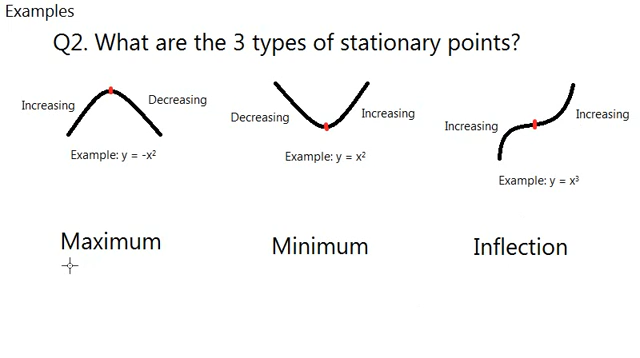 Examples
Q2. What are the 3 types of stationary points?
Increasing
Decreasing
Example: y = -x²
Decreasing
Increasing
Example: y = x²
Increasing
Increasing
Example: y = x³
Maximum
Minimum
Inflection